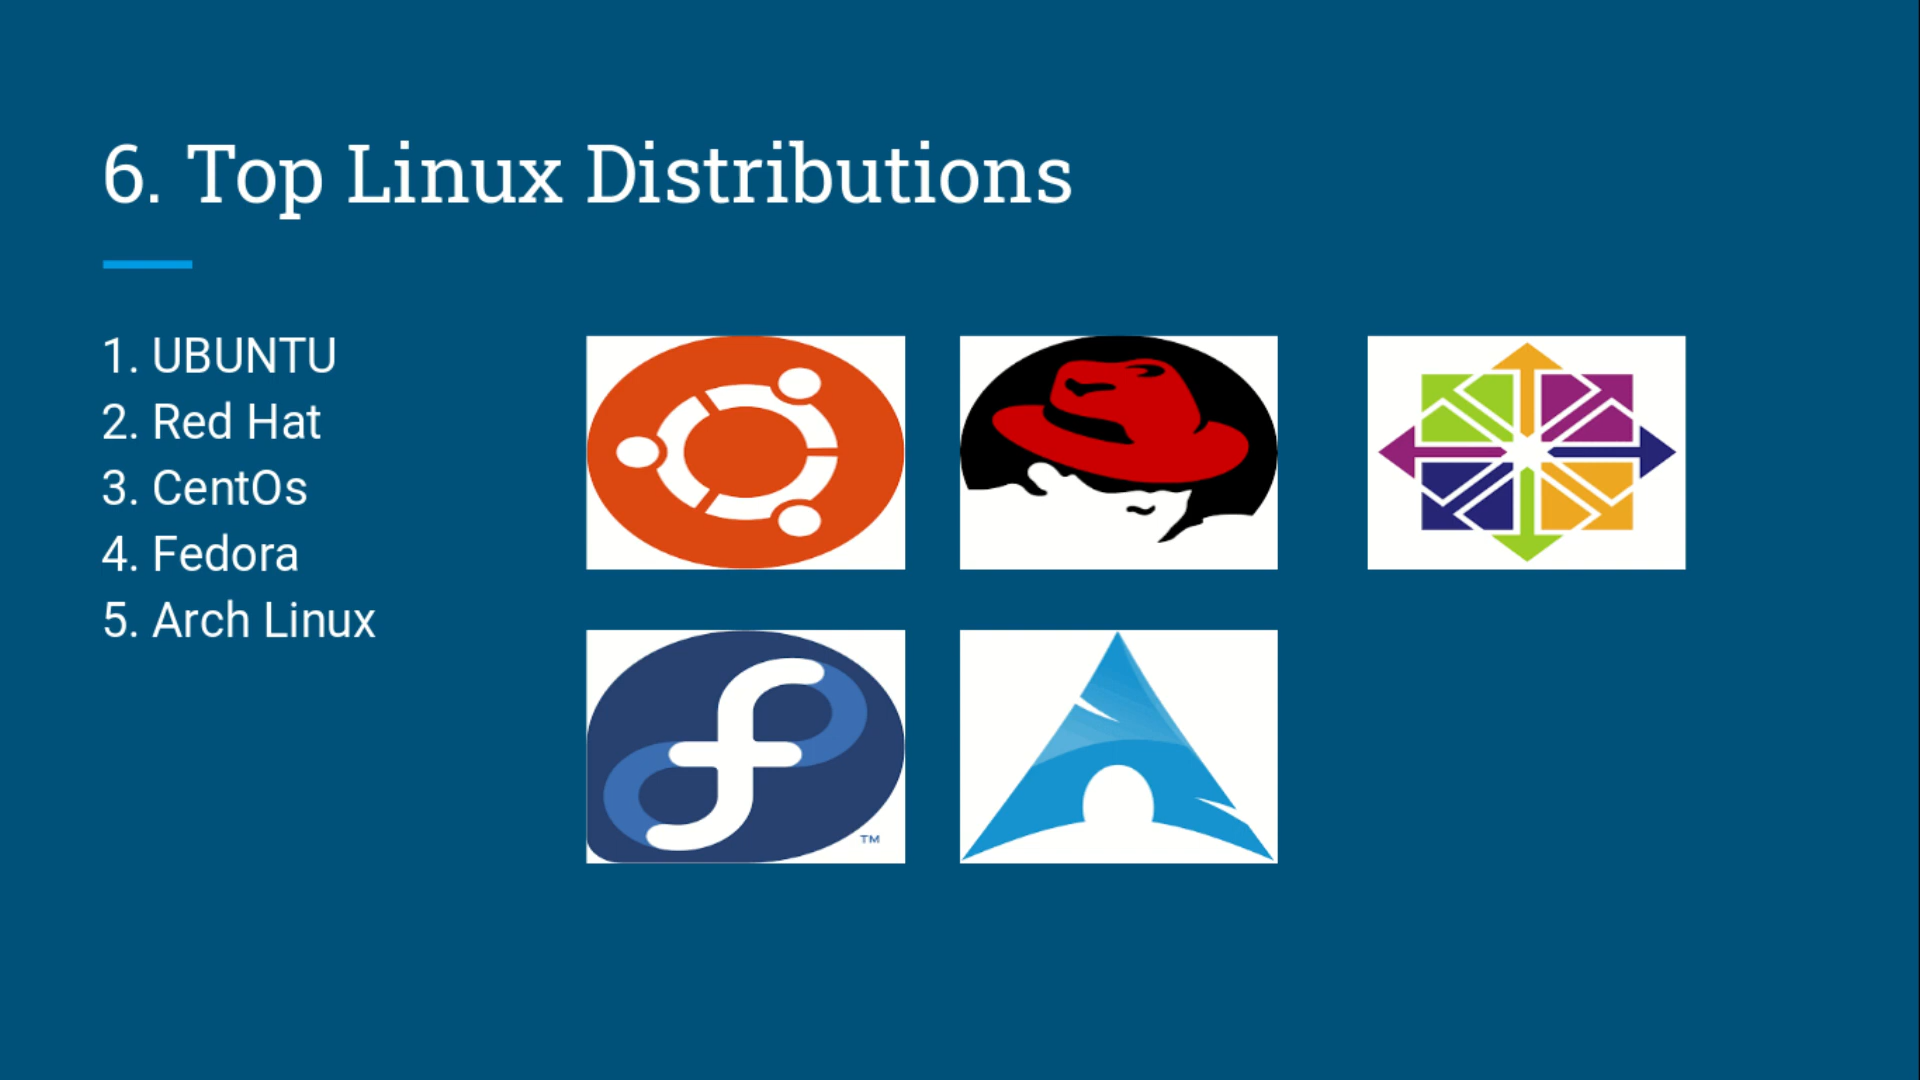 6. Top Linux Distributions
1. UBUNTU
2. Red Hat
3. CentOs
4. Fedora
5. Arch Linux
TM